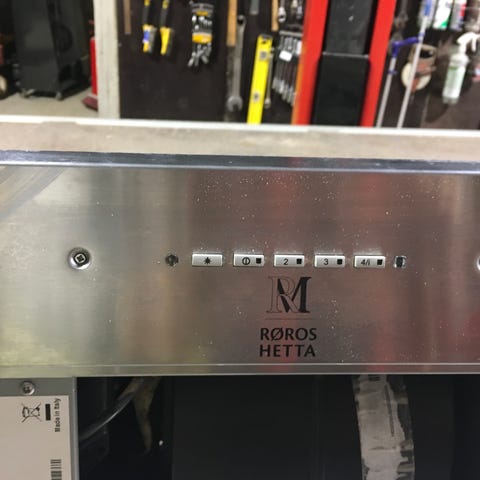 2
3
4/i
RM
RØROS
HETTA
Made in Italy